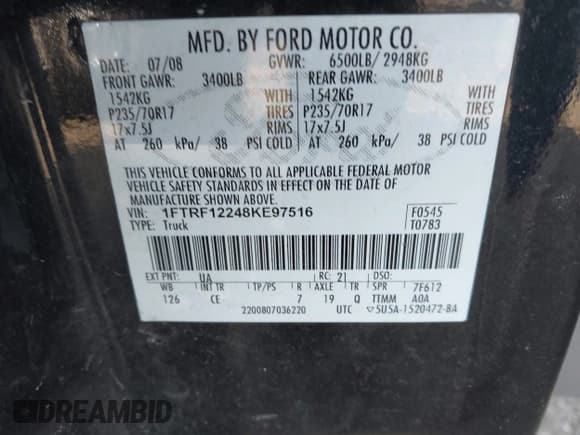 MFD. BY FORD MOTOR CO.
DATE: 07/08 GVWR: 6500LB/ 2948KG
FRONT GAWR: 3400LB REAR GAWR: 3400LB
1542KG WITH 1542KG WITH
P235/70R17 TIRES P235/70R17 TIRES
17x7.5J RIMS 17x7.5J RIMS
AT 260 kPa/ 38 PSI COLD AT 260 kPa/ 38 PSI COLD
THIS VEHICLE CONFORMS TO ALL APPLICABLE FEDERAL MOTOR
VEHICLE SAFETY STANDARDS IN EFFECT ON THE DATE OF
MANUFACTURE SHOWN ABOVE.
VIN: 1FTRF12248KE97516 F0545
TYPE: Truck T0783
EXT PNT: UA RC: 21 DSO:
WB INT TR TP/PS R AXLE TR SPR 7F612
126 CE 7 19 Q TTMM AOA
2200807036220 UTC 5U5A-1520472-BA
DREAMBID